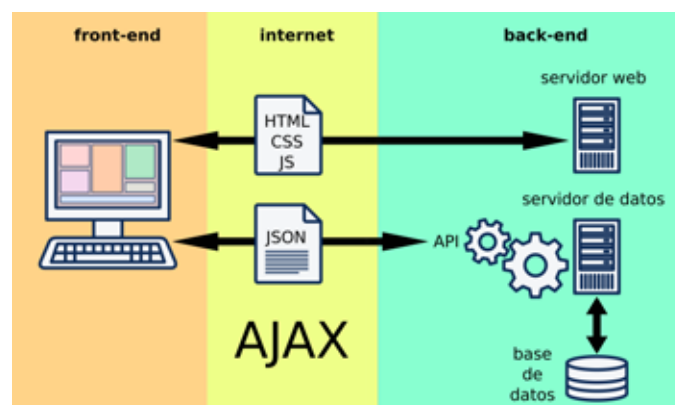 front-end
internet
back-end
servidor web
HTML
CSS
JS
servidor de datos
JSON
API
AJAX
base
de
datos